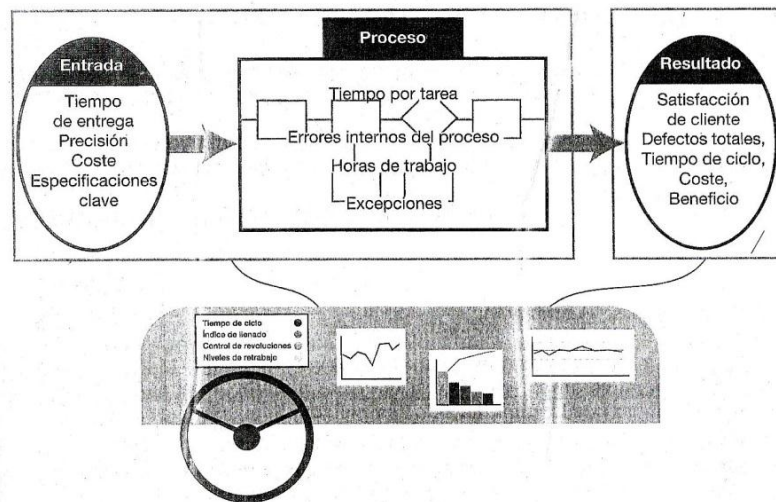 Entrada
Tiempo
de entrega
Precisión
Coste
Especificaciones
clave
Proceso
Tiempo por tarea
Errores internos del proceso
Horas de trabajo
Excepciones
Resultado
Satisfacción
de cliente
Defectos totales,
Tiempo de ciclo,
Coste,
Beneficio
Tiempo de ciclo
Índice de llenado
Control de revoluciones
Niveles de retrabajo